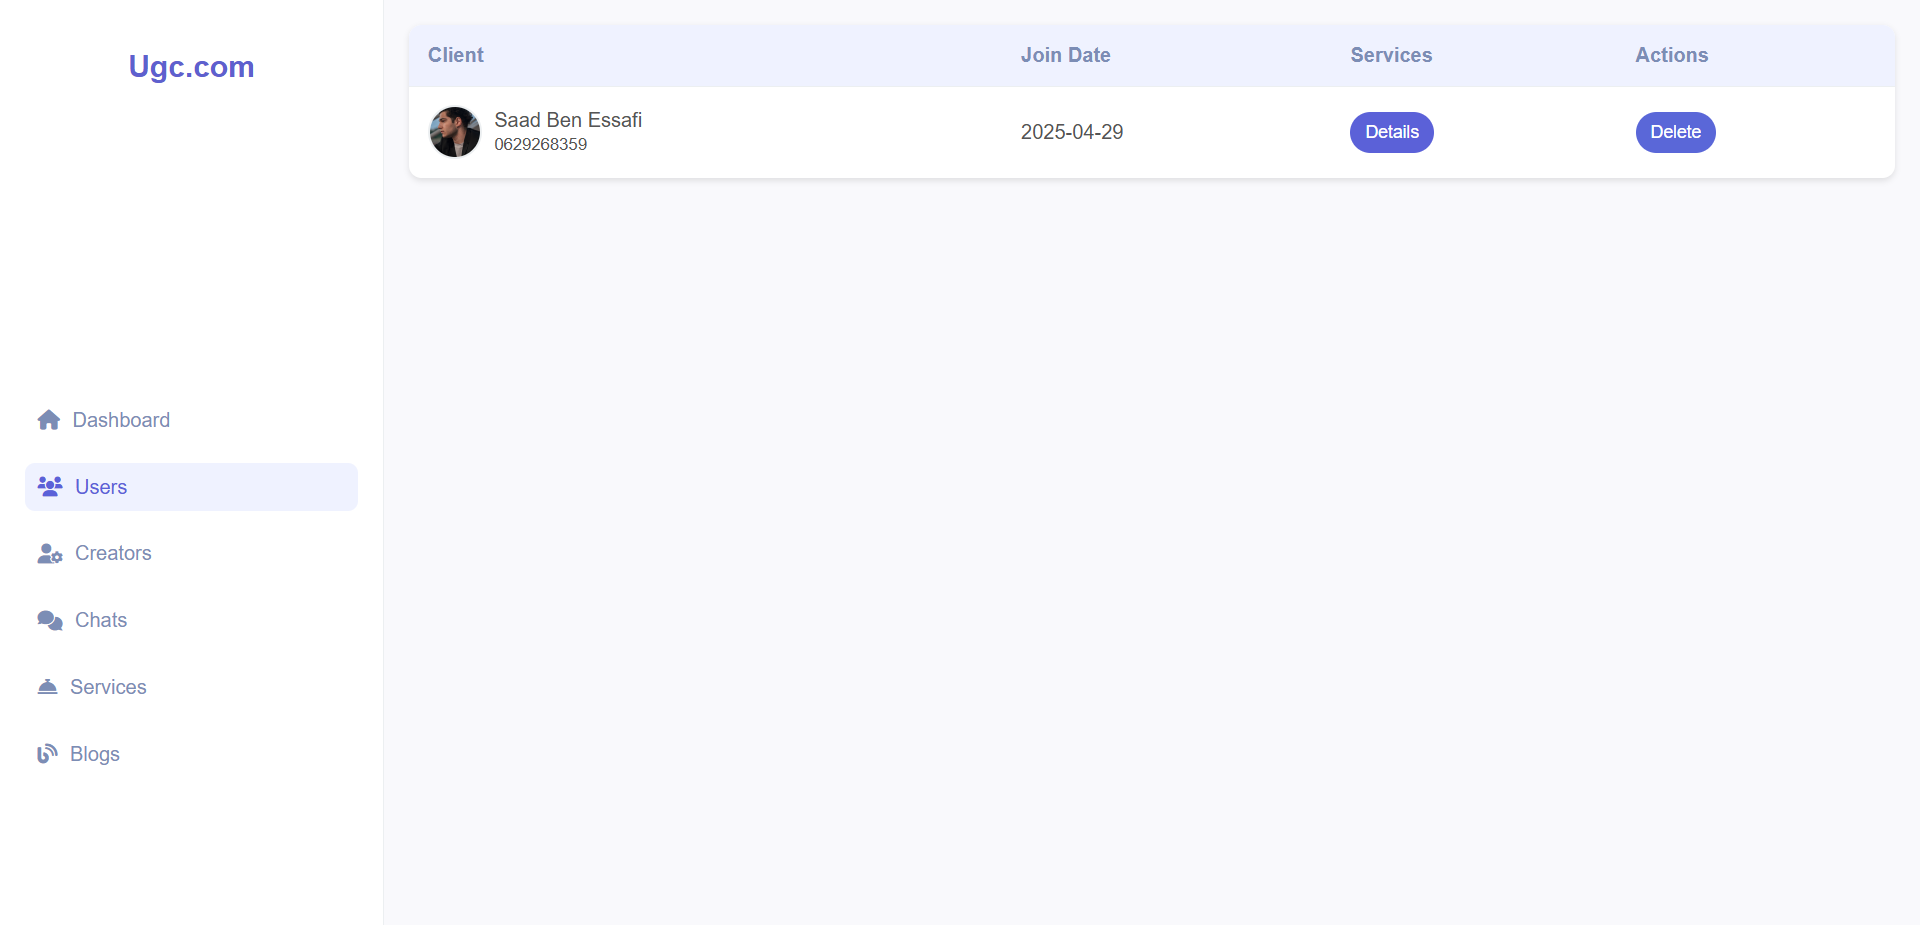 Ugc.com
Dashboard
Users
Creators
Chats
Services
Blogs
Client Join Date Services Actions
Saad Ben Essafi
0629268359
2025-04-29 Details Delete